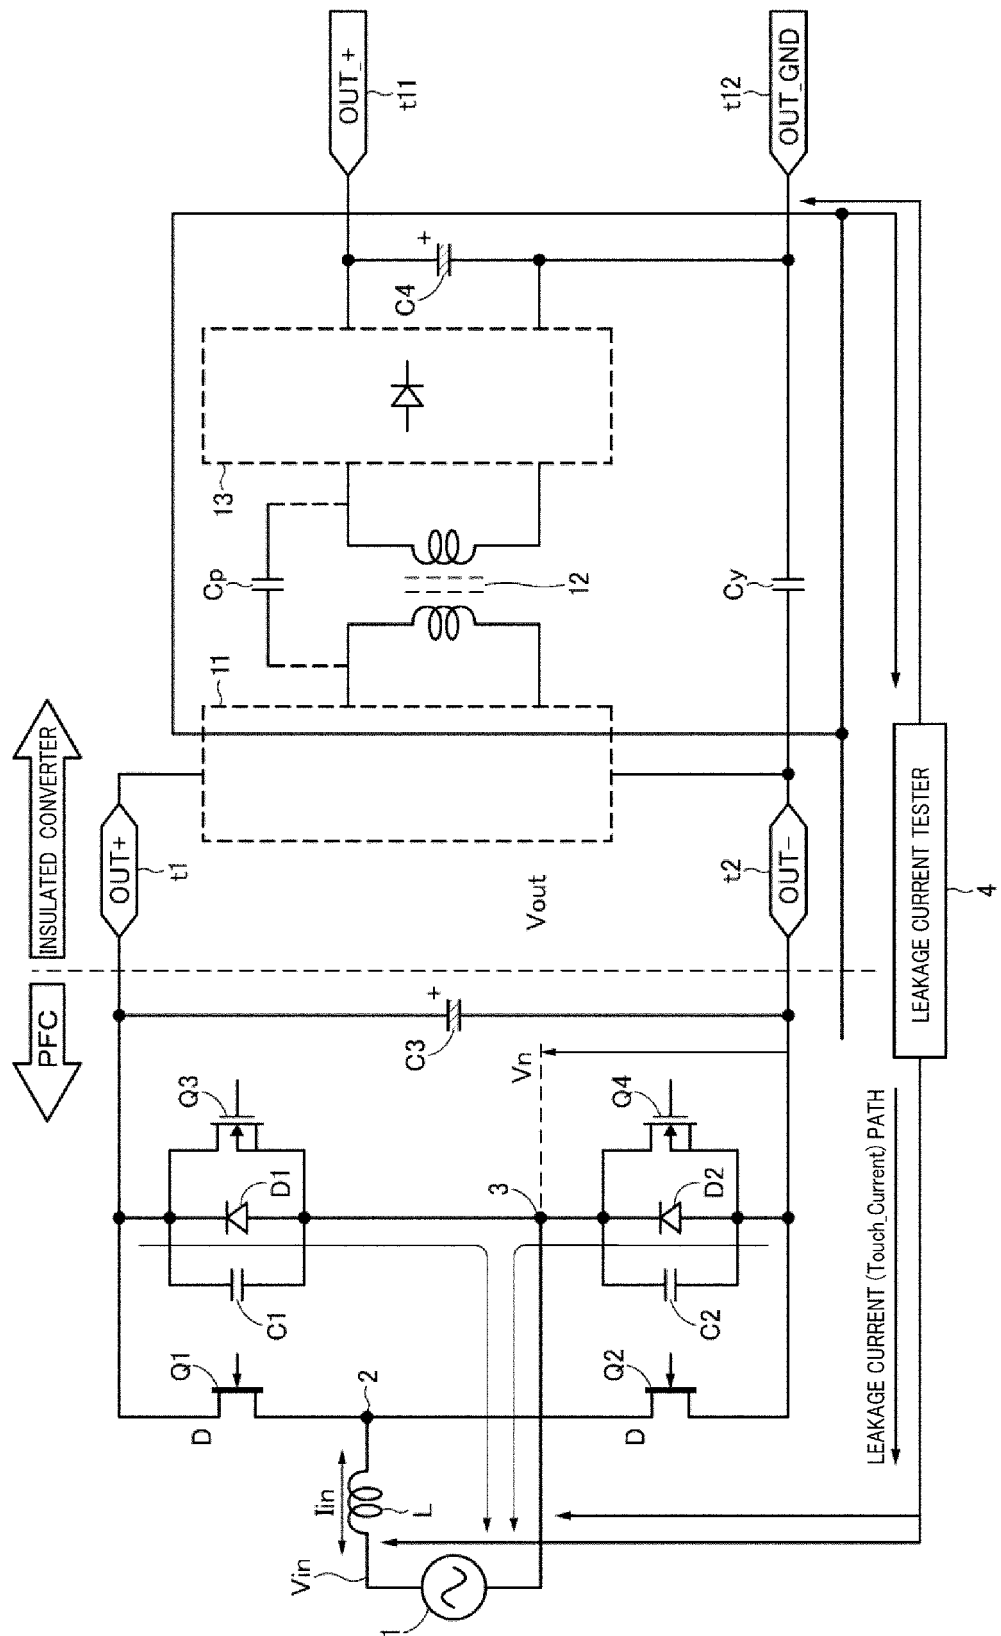 PFC
INSULATED CONVERTER
OUT+
t1
OUT_+
t11
Q1
D
Q3
D1
C1
11
Cp
13
C4
+
C3
+
Vout
12
Iin
L
Vin
1
2
3
Vn
Q2
D
Q4
D2
C2
t2
OUT-
Cy
t12
OUT_GND
LEAKAGE CURRENT (Touch_Current) PATH
LEAKAGE CURRENT TESTER
4